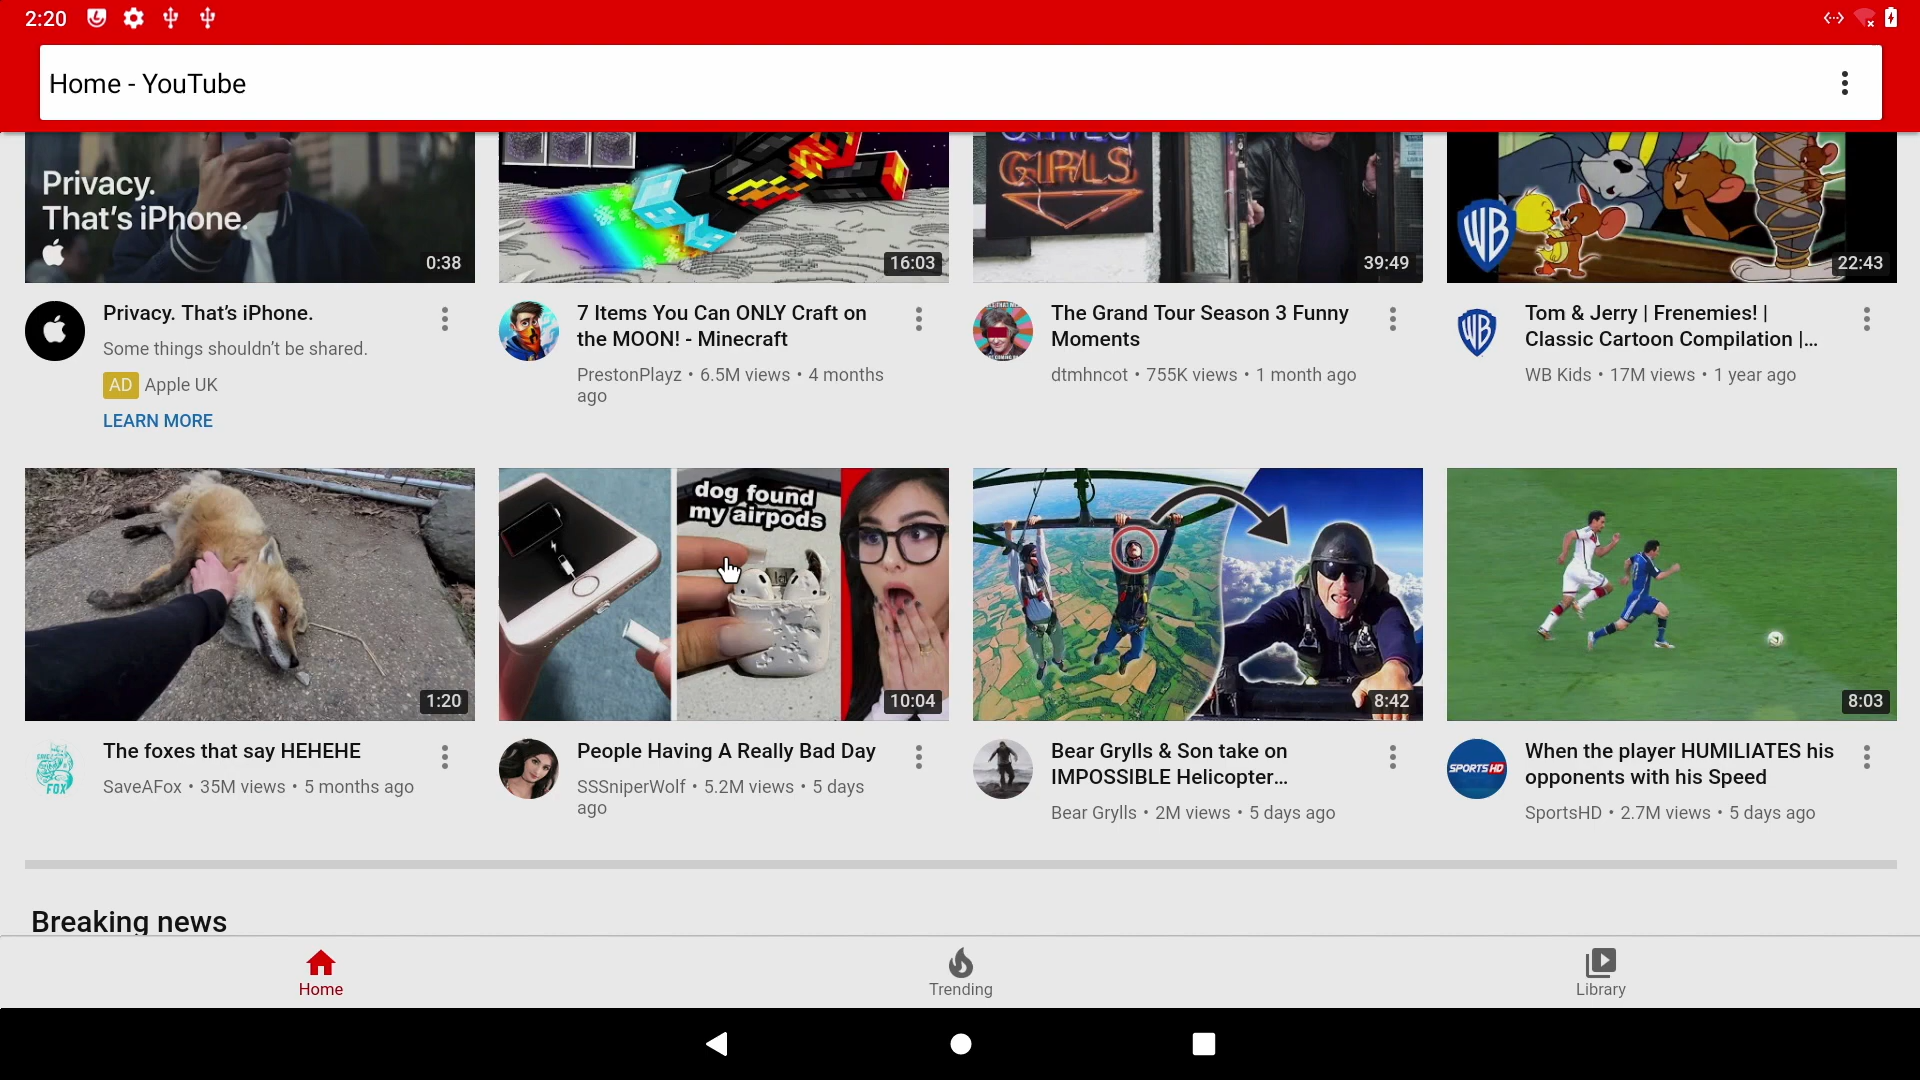 2:20
Home - YouTube
Privacy.
That's iPhone.
0:38
16:03
GIRLS
39:49
WB
22:43
Privacy. That's iPhone.
Some things shouldn't be shared.
AD Apple UK
LEARN MORE
7 Items You Can ONLY Craft on
the MOON! - Minecraft
PrestonPlayz • 6.5M views • 4 months
ago
The Grand Tour Season 3 Funny
Moments
dtmhncot • 755K views • 1 month ago
WB
Tom & Jerry | Frenemies! |
Classic Cartoon Compilation |...
WB Kids • 17M views • 1 year ago
1:20
dog found
my airpods
10:04
8:42
8:03
FOX
The foxes that say HEHEHE
SaveAFox • 35M views • 5 months ago
People Having A Really Bad Day
SSSniperWolf • 5.2M views • 5 days
ago
Bear Grylls & Son take on
IMPOSSIBLE Helicopter...
Bear Grylls • 2M views • 5 days ago
SPORTS HD
When the player HUMILIATES his
opponents with his Speed
SportsHD • 2.7M views • 5 days ago
Breaking news
Home
Trending
Library